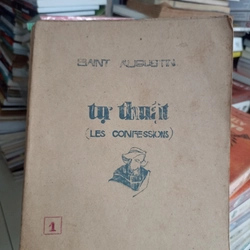 SAINT AUGUSTIN
tự thuật
(LES CONFESSIONS)
1